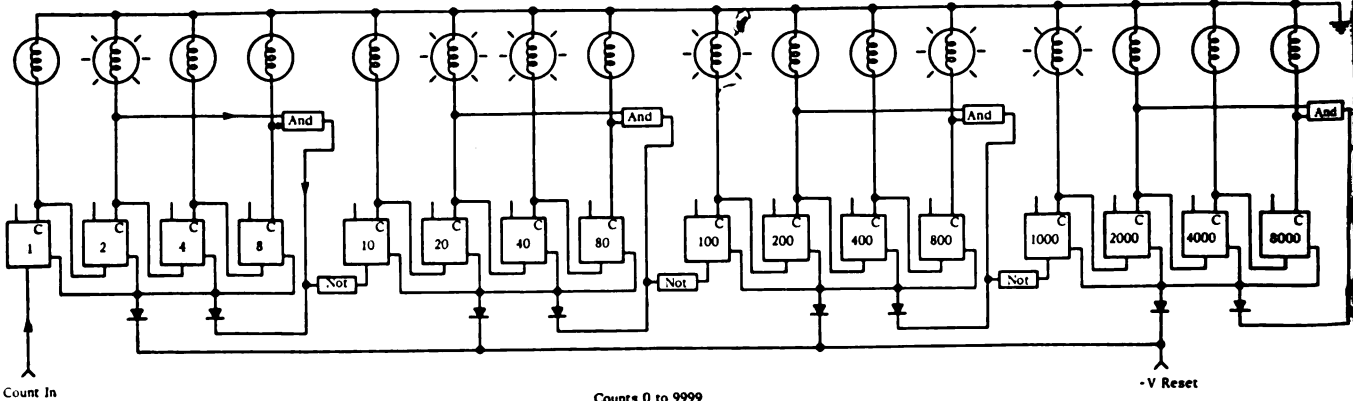 And And And And
C C C C C C C C C C C C C C C C
1 2 4 8 10 20 40 80 100 200 400 800 1000 2000 4000 8000
Not Not Not
Count In
- V Reset
Counts 0 to 9999